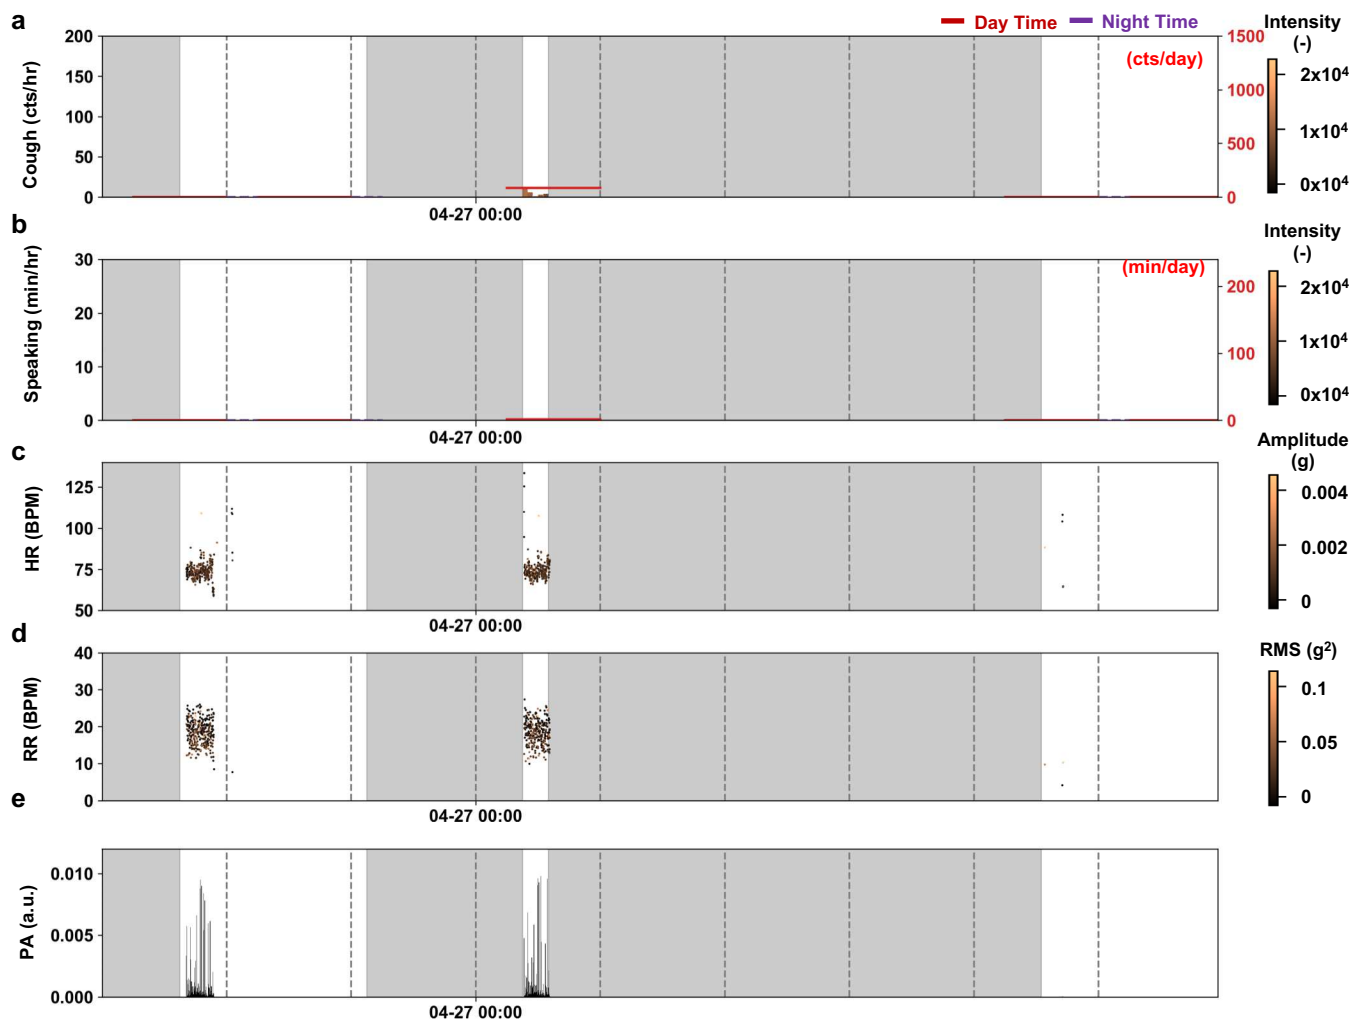 a
Day Time
Night Time
Intensity
(-)
200
150
100
50
0
Cough (cts/hr)
(cts/day)
1500
1000
500
0
2x10⁴
1x10⁴
0x10⁴
04-27 00:00
b
Intensity
(-)
30
20
10
0
Speaking (min/hr)
(min/day)
200
100
0
2x10⁴
1x10⁴
0x10⁴
04-27 00:00
c
Amplitude
(g)
125
100
75
50
HR (BPM)
0.004
0.002
0
04-27 00:00
d
RMS (g²)
40
30
20
10
0
RR (BPM)
0.1
0.05
0
04-27 00:00
e
0.010
0.005
0.000
PA (a.u.)
04-27 00:00